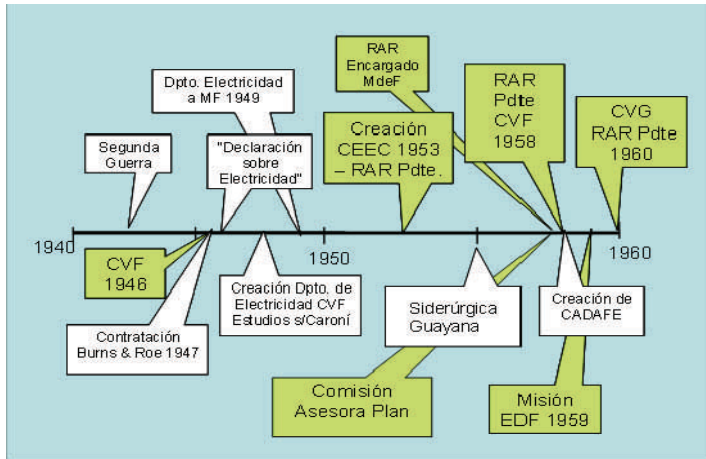 RAR
Encargado
MdeF
Dpto. Electricidad
a MF 1949
RAR
Pdte
CVF
1958
CVG
RAR Pdte
1960
Creación
CEEC 1953
– RAR Pdte.
Segunda
Guerra
"Declaración
sobre
Electricidad"
1940
1950
1960
CVF
1946
Creación Dpto. de
Electricidad CVF
Estudios s/Caroní
Siderúrgica
Guayana
Creación de
CADAFE
Contratación
Burns & Roe 1947
Comisión
Asesora Plan
Misión
EDF 1959